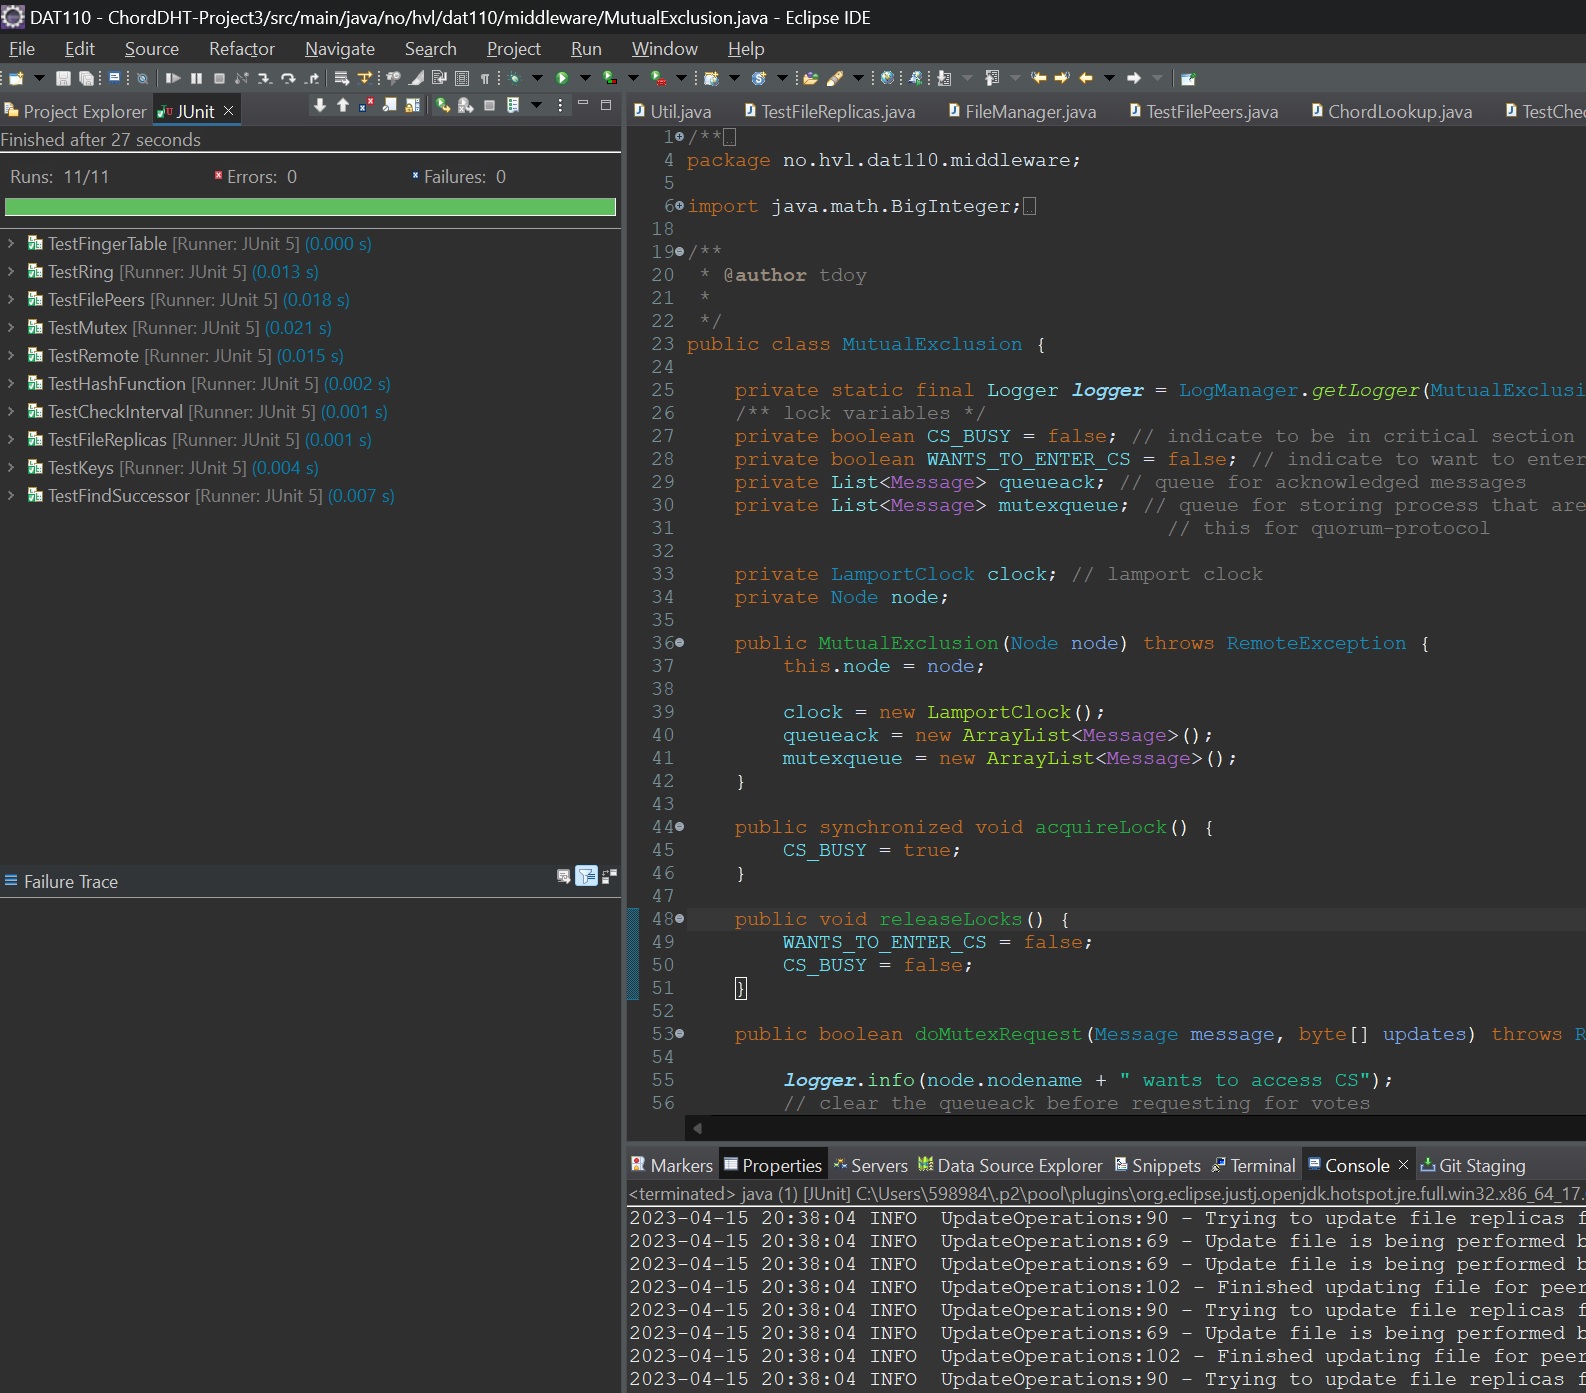 DAT110 - ChordDHT-Project3/src/main/java/no/hvl/dat110/middleware/MutualExclusion.java - Eclipse IDE
File Edit Source Refactor Navigate Search Project Run Window Help
Project Explorer JUnit
Finished after 27 seconds
Runs: 11/11 Errors: 0 Failures: 0
TestFingerTable [Runner: JUnit 5] (0.000 s)
TestRing [Runner: JUnit 5] (0.013 s)
TestFilePeers [Runner: JUnit 5] (0.018 s)
TestMutex [Runner: JUnit 5] (0.021 s)
TestRemote [Runner: JUnit 5] (0.015 s)
TestHashFunction [Runner: JUnit 5] (0.002 s)
TestCheckInterval [Runner: JUnit 5] (0.001 s)
TestFileReplicas [Runner: JUnit 5] (0.001 s)
TestKeys [Runner: JUnit 5] (0.004 s)
TestFindSuccessor [Runner: JUnit 5] (0.007 s)
Failure Trace
Util.java TestFileReplicas.java FileManager.java TestFilePeers.java ChordLookup.java TestChec
1 /**
4 package no.hvl.dat110.middleware;
5
6 import java.math.BigInteger;
18
19 /**
20 * @author tdoy
21 *
22 */
23 public class MutualExclusion {
24
25 private static final Logger logger = LogManager.getLogger(MutualExclusi
26 /** lock variables */
27 private boolean CS_BUSY = false; // indicate to be in critical section
28 private boolean WANTS_TO_ENTER_CS = false; // indicate to want to enter
29 private List<Message> queueack; // queue for acknowledged messages
30 private List<Message> mutexqueue; // queue for storing process that are
31 // this for quorum-protocol
32
33 private LamportClock clock; // lamport clock
34 private Node node;
35
36 public MutualExclusion(Node node) throws RemoteException {
37 this.node = node;
38
39 clock = new LamportClock();
40 queueack = new ArrayList<Message>();
41 mutexqueue = new ArrayList<Message>();
42 }
43
44 public synchronized void acquireLock() {
45 CS_BUSY = true;
46 }
47
48 public void releaseLocks() {
49 WANTS_TO_ENTER_CS = false;
50 CS_BUSY = false;
51 }
52
53 public boolean doMutexRequest(Message message, byte[] updates) throws R
54
55 logger.info(node.nodename + " wants to access CS");
56 // clear the queueack before requesting for votes
Markers Properties Servers Data Source Explorer Snippets Terminal Console Git Staging
<terminated> java (1) [JUnit] C:\Users\598984\.p2\pool\plugins\org.eclipse.justj.openjdk.hotspot.jre.full.win32.x86_64_17.
2023-04-15 20:38:04 INFO UpdateOperations:90 - Trying to update file replicas f
2023-04-15 20:38:04 INFO UpdateOperations:69 - Update file is being performed b
2023-04-15 20:38:04 INFO UpdateOperations:69 - Update file is being performed b
2023-04-15 20:38:04 INFO UpdateOperations:102 - Finished updating file for peer
2023-04-15 20:38:04 INFO UpdateOperations:90 - Trying to update file replicas f
2023-04-15 20:38:04 INFO UpdateOperations:69 - Update file is being performed b
2023-04-15 20:38:04 INFO UpdateOperations:102 - Finished updating file for peer
2023-04-15 20:38:04 INFO UpdateOperations:90 - Trying to update file replicas f